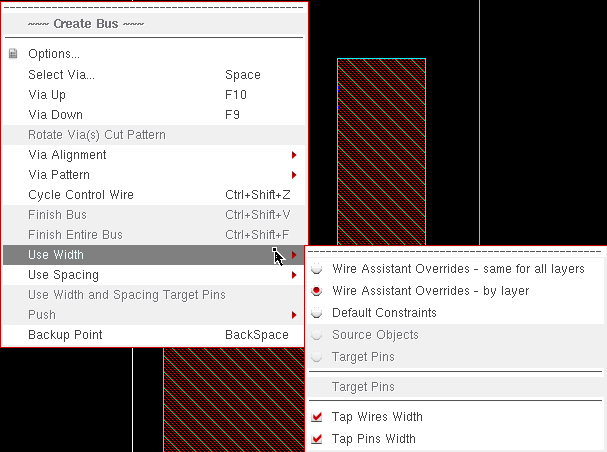 ~~~ Create Bus ~~~
Options...
Select Via... Space
Via Up F10
Via Down F9
Rotate Via(s) Cut Pattern
Via Alignment
Via Pattern
Cycle Control Wire Ctrl+Shift+Z
Finish Bus Ctrl+Shift+V
Finish Entire Bus Ctrl+Shift+F
Use Width
Use Spacing
Use Width and Spacing Target Pins
Push
Backup Point BackSpace
Wire Assistant Overrides - same for all layers
Wire Assistant Overrides - by layer
Default Constraints
Source Objects
Target Pins
Target Pins
Tap Wires Width
Tap Pins Width